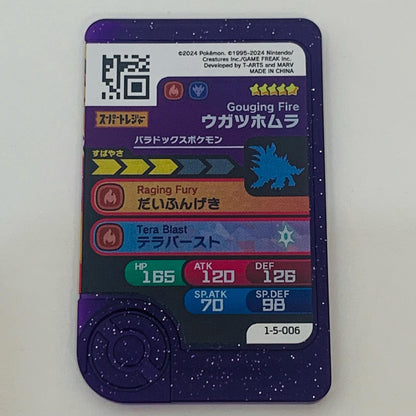 ©2024 Pokémon. ©1995-2024 Nintendo/
Creatures Inc./GAME FREAK Inc.
Developed by T-ARTS and MARV
MADE IN CHINA
スーパートレジャー
Gouging Fire
ウガツホムラ
パラドックスポケモン
すばやさ
Raging Fury
だいふんげき
Tera Blast
テラバースト
HP
165
ATK
120
DEF
126
SP.ATK
70
SP.DEF
98
1-5-006